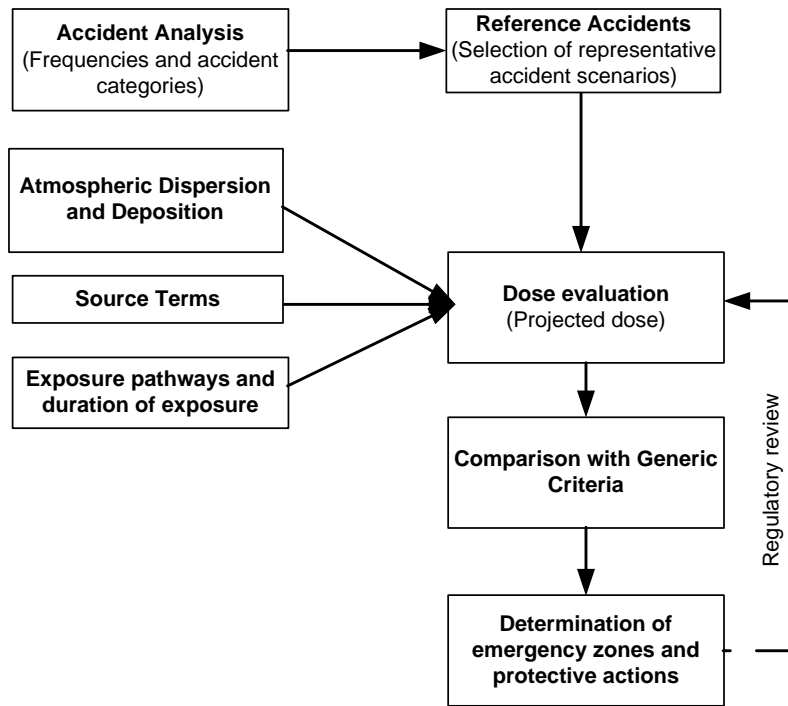 Accident Analysis
(Frequencies and accident
categories)
Reference Accidents
(Selection of representative
accident scenarios)
Atmospheric Dispersion
and Deposition
Source Terms
Exposure pathways and
duration of exposure
Dose evaluation
(Projected dose)
Comparison with Generic
Criteria
Determination of
emergency zones and
protective actions
Regulatory review